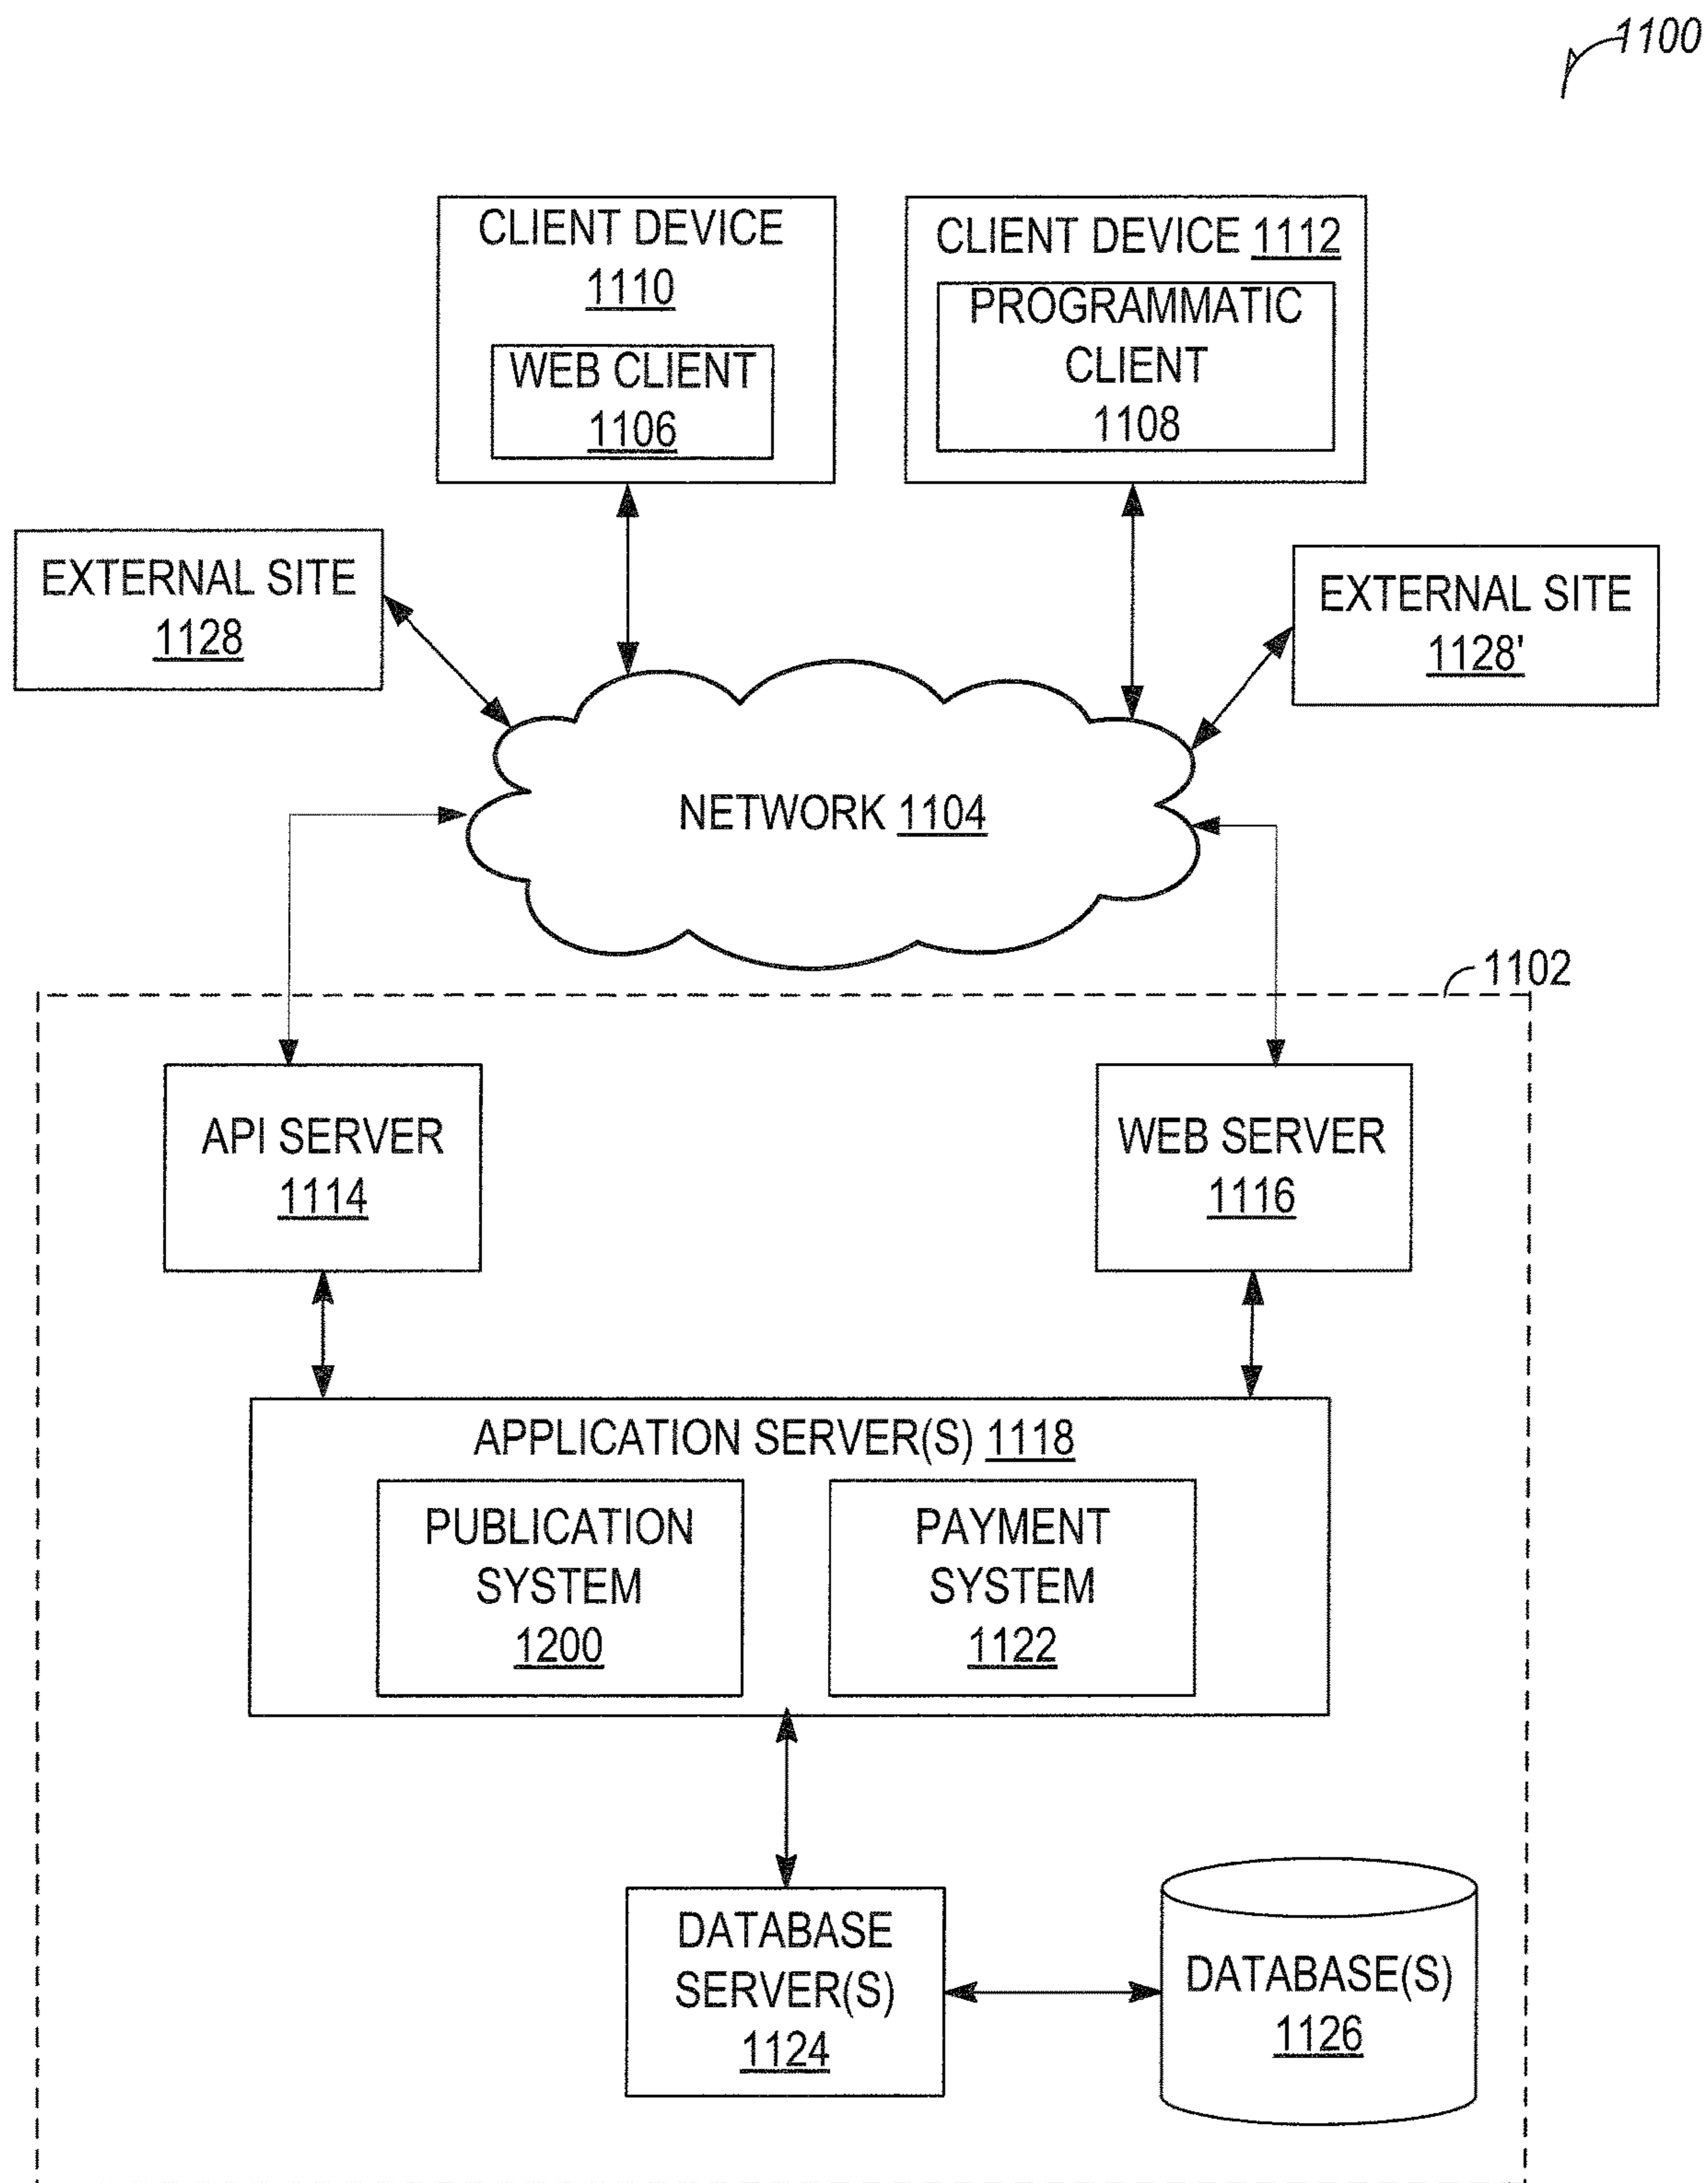 1100
CLIENT DEVICE
1110
WEB CLIENT
1106
CLIENT DEVICE 1112
PROGRAMMATIC
CLIENT
1108
EXTERNAL SITE
1128
EXTERNAL SITE
1128'
NETWORK 1104
1102
API SERVER
1114
WEB SERVER
1116
APPLICATION SERVER(S) 1118
PUBLICATION
SYSTEM
1200
PAYMENT
SYSTEM
1122
DATABASE
SERVER(S)
1124
DATABASE(S)
1126